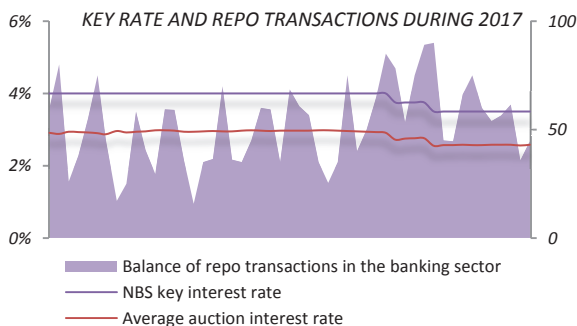 KEY RATE AND REPO TRANSACTIONS DURING 2017
6%
4%
2%
0%
100
50
0
Balance of repo transactions in the banking sector
NBS key interest rate
Average auction interest rate